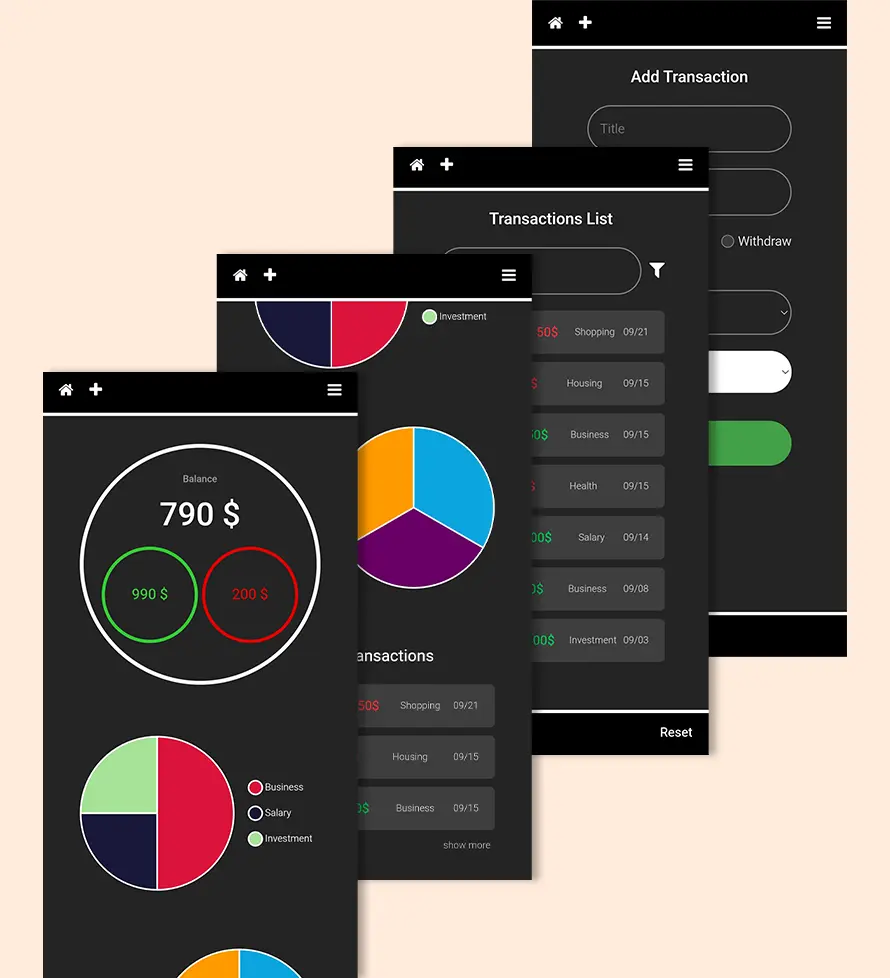 Add Transaction
Title
Withdraw
Transactions List
50$ Shopping 09/21
$ Housing 09/15
50$ Business 09/15
$ Health 09/15
00$ Salary 09/14
0$ Business 09/08
00$ Investment 09/03
Reset
Investment
ansactions
50$ Shopping 09/21
Housing 09/15
0$ Business 09/15
show more
Balance
790 $
990 $ 200 $
Business
Salary
Investment